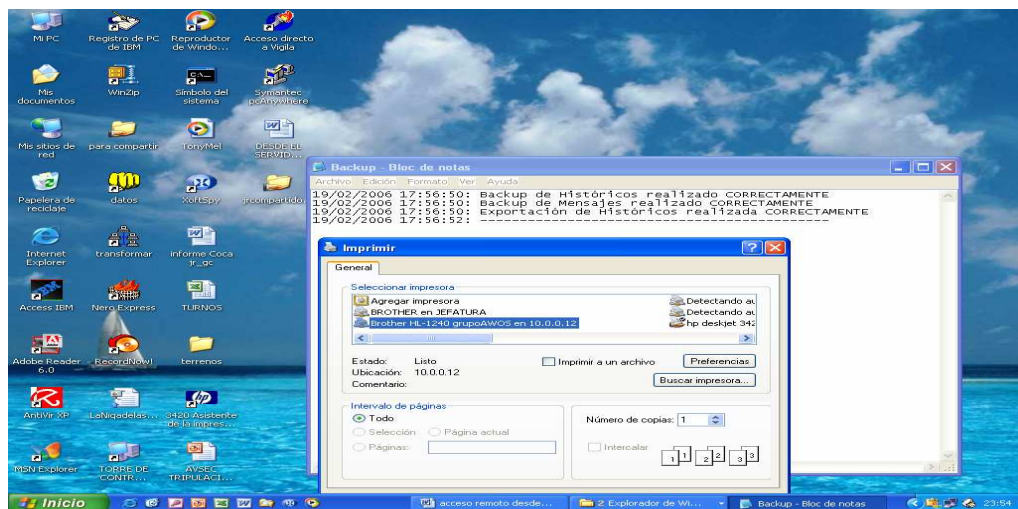 Mi PC
Registro de PC de IBM
Reproductor de Windo...
Acceso directo a Vigila
Mis documentos
WinZip
Símbolo del sistema
Symantec pcAnywhere
Mis sitios de red
para compartir
TonyMel
DESDE EL SERVID...
Papelera de reciclaje
datos
XoftSpy
jrcompartido
Internet Explorer
transformar
informe Coca jr_gc
Access IBM
Nero Express
TURNOS
Adobe Reader 6.0
RecordNow!
terrenos
AntiVir XP
LaNigadelas...
3420 Asistente de la impres...
MSN Explorer
TORRE DE CONTR...
AVSEC TRIPULACI...
Backup - Bloc de notas
Archivo Edición Formato Ver Ayuda
19/02/2006 17:56:50: Backup de Históricos realizado CORRECTAMENTE
19/02/2006 17:56:50: Backup de Mensajes realizado CORRECTAMENTE
19/02/2006 17:56:50: Exportación de Históricos realizada CORRECTAMENTE
19/02/2006 17:56:52: ----------------------------------------
Imprimir
General
Seleccionar impresora
Agregar impresora
Detectando au
BROTHER en JEFATURA
Detectando au
Brother HL-1240 grupoAWOS en 10.0.0.12
hp deskjet 342
Estado: Listo
Imprimir a un archivo
Preferencias
Ubicación: 10.0.0.12
Comentario:
Buscar impresora...
Intervalo de páginas
Todo
Selección
Página actual
Páginas:
Número de copias: 1
Intercalar
1 1 2 2 3 3
Inicio
acceso remoto desde...
2 Explorador de Wi...
Backup - Bloc de notas
23:54